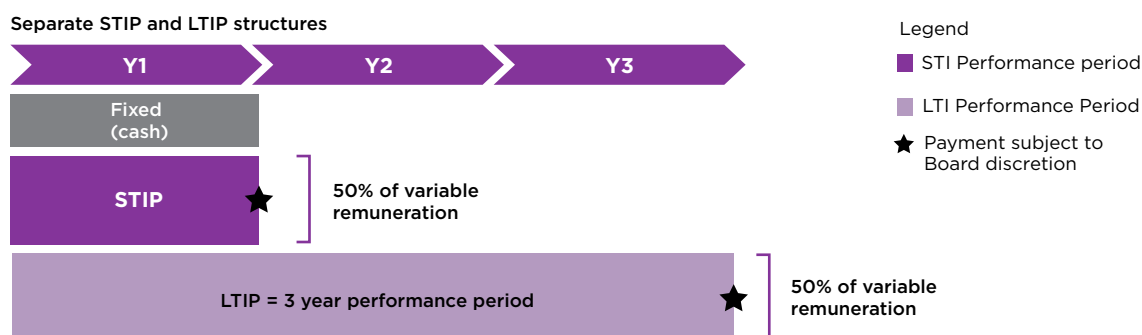 Separate STIP and LTIP structures
Y1
Y2
Y3
Fixed
(cash)
STIP
50% of variable
remuneration
LTIP = 3 year performance period
50% of variable
remuneration
Legend
STI Performance period
LTI Performance Period
Payment subject to
Board discretion